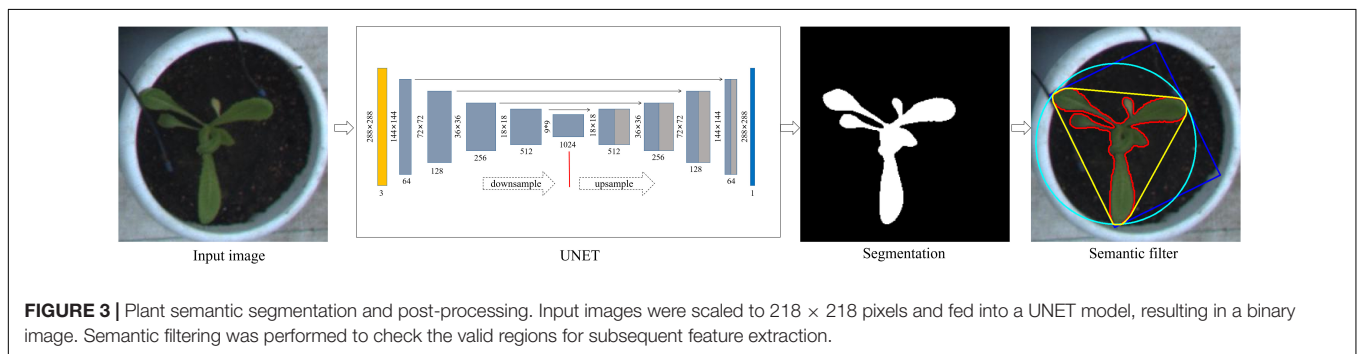 288×288
144×144
72×72
36×36
18×18
9*9
18×18
36×36
72×72
144×144
288×288
3
64
128
256
512
1024
512
256
128
64
1
downsample
upsample
Input image
UNET
Segmentation
Semantic filter
FIGURE 3 | Plant semantic segmentation and post-processing. Input images were scaled to 218 × 218 pixels and fed into a UNET model, resulting in a binary
image. Semantic filtering was performed to check the valid regions for subsequent feature extraction.